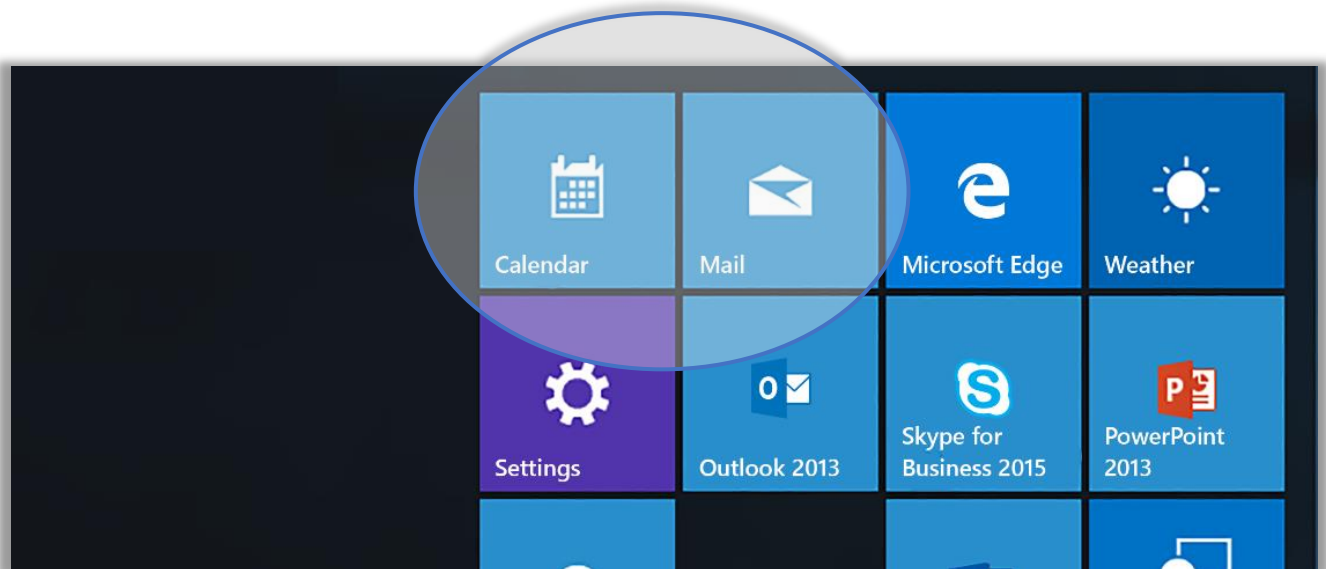 Calendar
Mail
Microsoft Edge
Weather
Settings
Outlook 2013
Skype for
Business 2015
PowerPoint
2013